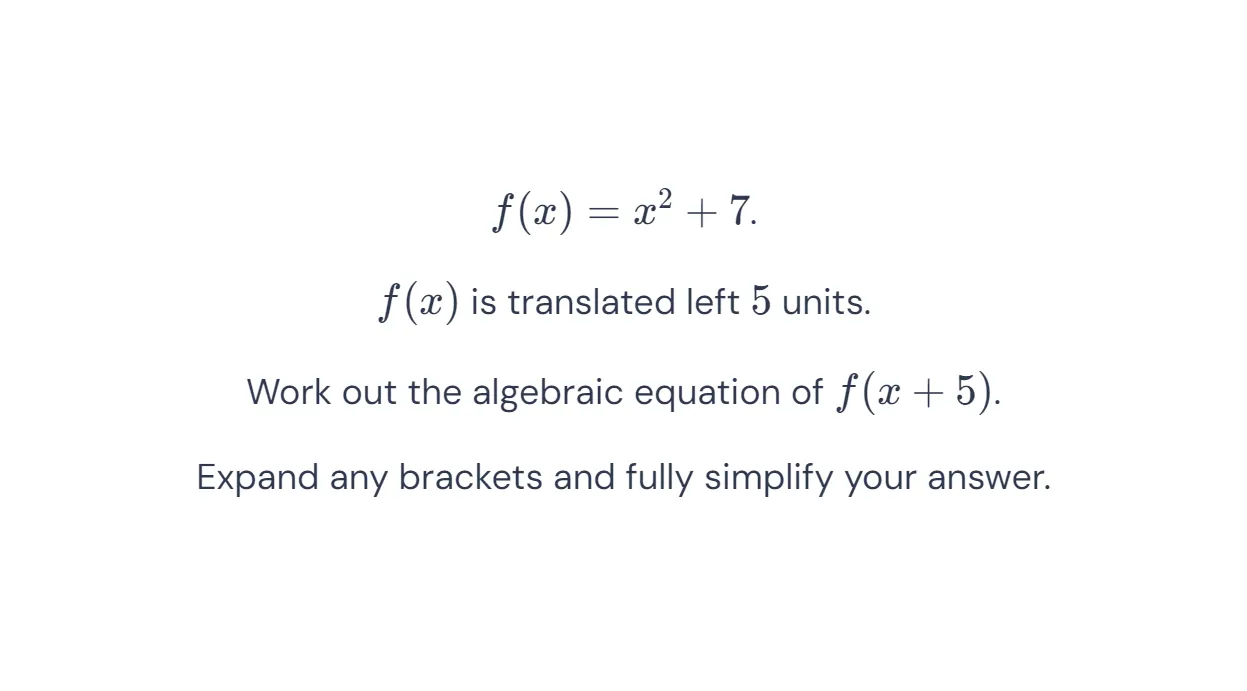 f(x) = x² + 7.
f(x) is translated left 5 units.
Work out the algebraic equation of f(x + 5).
Expand any brackets and fully simplify your answer.